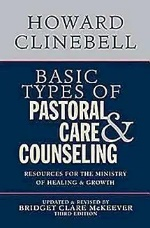 HOWARD
CLINEBELL
BASIC
TYPES OF
PASTORAL
CARE &
COUNSELING
RESOURCES FOR THE MINISTRY
OF HEALING & GROWTH
UPDATED & REVISED BY
BRIDGET CLARE McKEEVER
THIRD EDITION